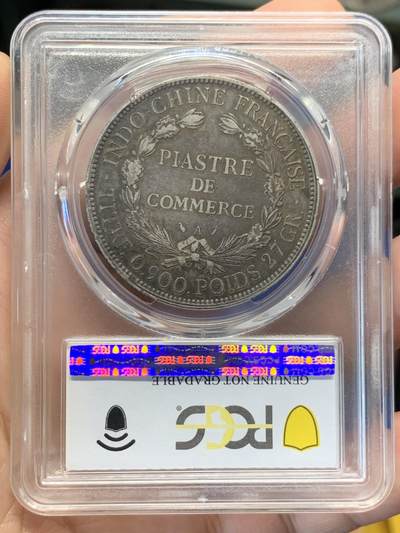 INDO-CHINE FRANÇAISE
PIASTRE
DE
COMMERCE
A
TITRE 0,900 POIDS 27 GR.
GENUINE NOT GRADABLE
PCGS